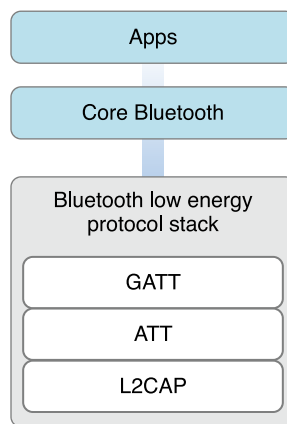 Apps
Core Bluetooth
Bluetooth low energy
protocol stack
GATT
ATT
L2CAP